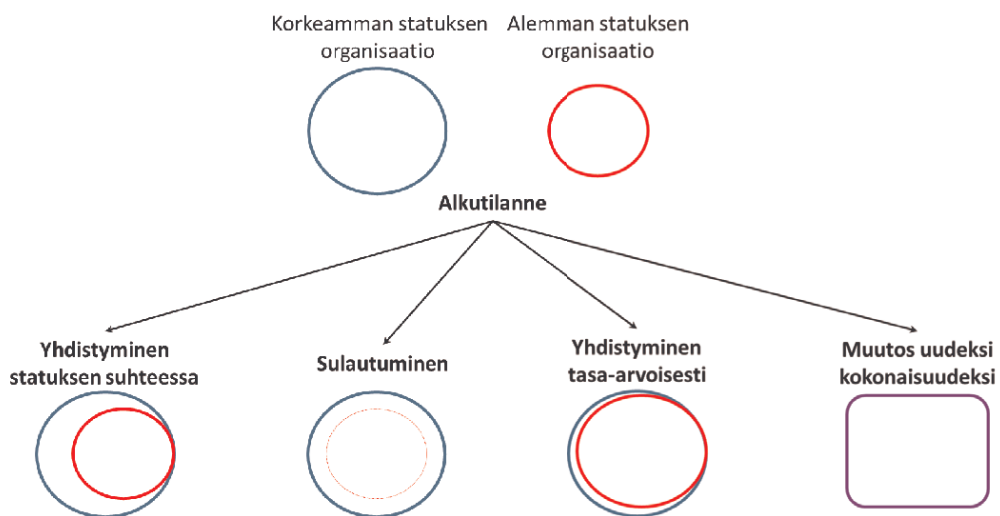 Korkeamman statuksen
organisaatio
Alemman statuksen
organisaatio
Alkutilanne
Yhdistyminen
statuksen suhteessa
Sulautuminen
Yhdistyminen
tasa-arvoisesti
Muutos uudeksi
kokonaisuudeksi